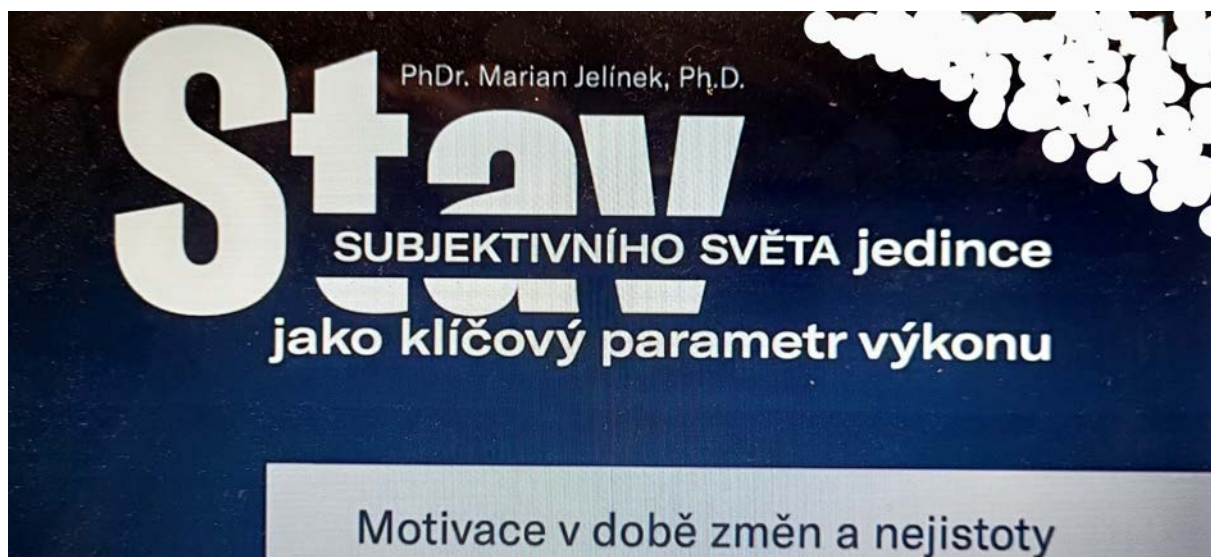 PhDr. Marian Jelínek, Ph.D.
Stav
SUBJEKTIVNÍHO SVĚTA jedince
jako klíčový parametr výkonu
Motivace v době změn a nejistoty